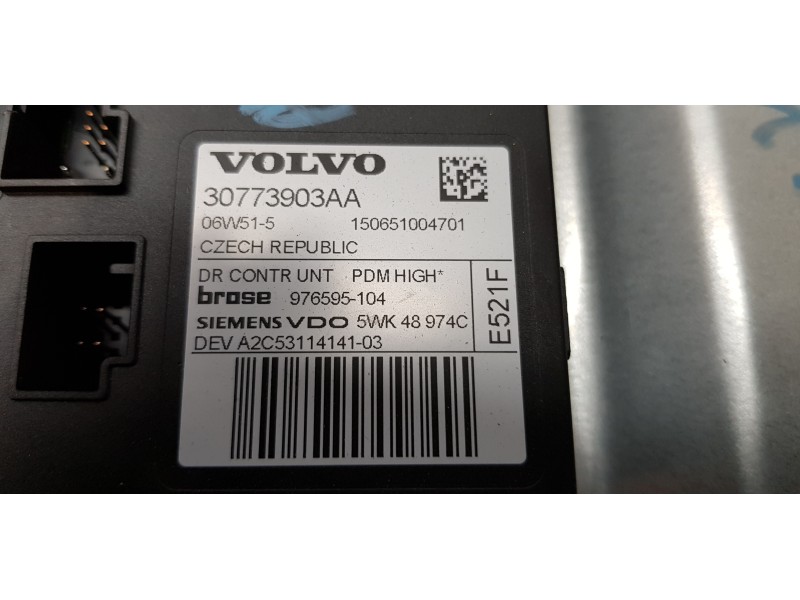 VOLVO
30773903AA
06W51-5 150651004701
CZECH REPUBLIC
DR CONTR UNT PDM HIGH*
brose 976595-104
SIEMENS VDO 5WK 48 974C
DEV A2C53114141-03
E521F